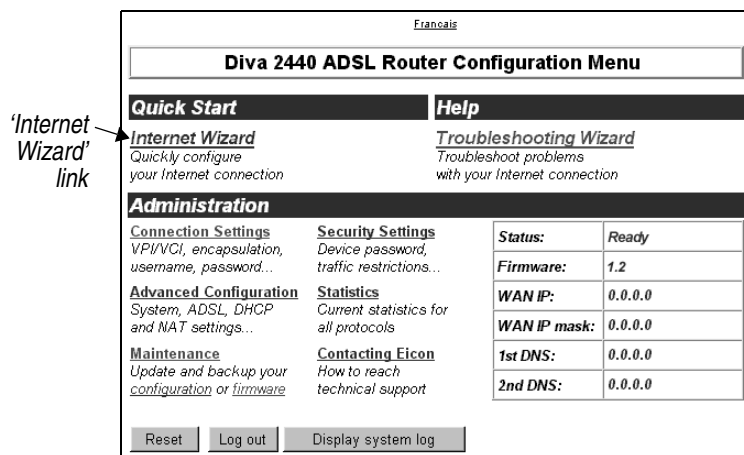 Francais
Diva 2440 ADSL Router Configuration Menu
'Internet
Wizard'
link
Quick Start
Internet Wizard
Quickly configure
your Internet connection
Help
Troubleshooting Wizard
Troubleshoot problems
with your Internet connection
Administration
Connection Settings
VPI/VCI, encapsulation,
username, password...
Advanced Configuration
System, ADSL, DHCP
and NAT settings...
Maintenance
Update and backup your
configuration or firmware
Security Settings
Device password,
traffic restrictions...
Statistics
Current statistics for
all protocols
Contacting Eicon
How to reach
technical support
Status: Ready
Firmware: 1.2
WAN IP: 0.0.0.0
WAN IP mask: 0.0.0.0
1st DNS: 0.0.0.0
2nd DNS: 0.0.0.0
Reset Log out Display system log